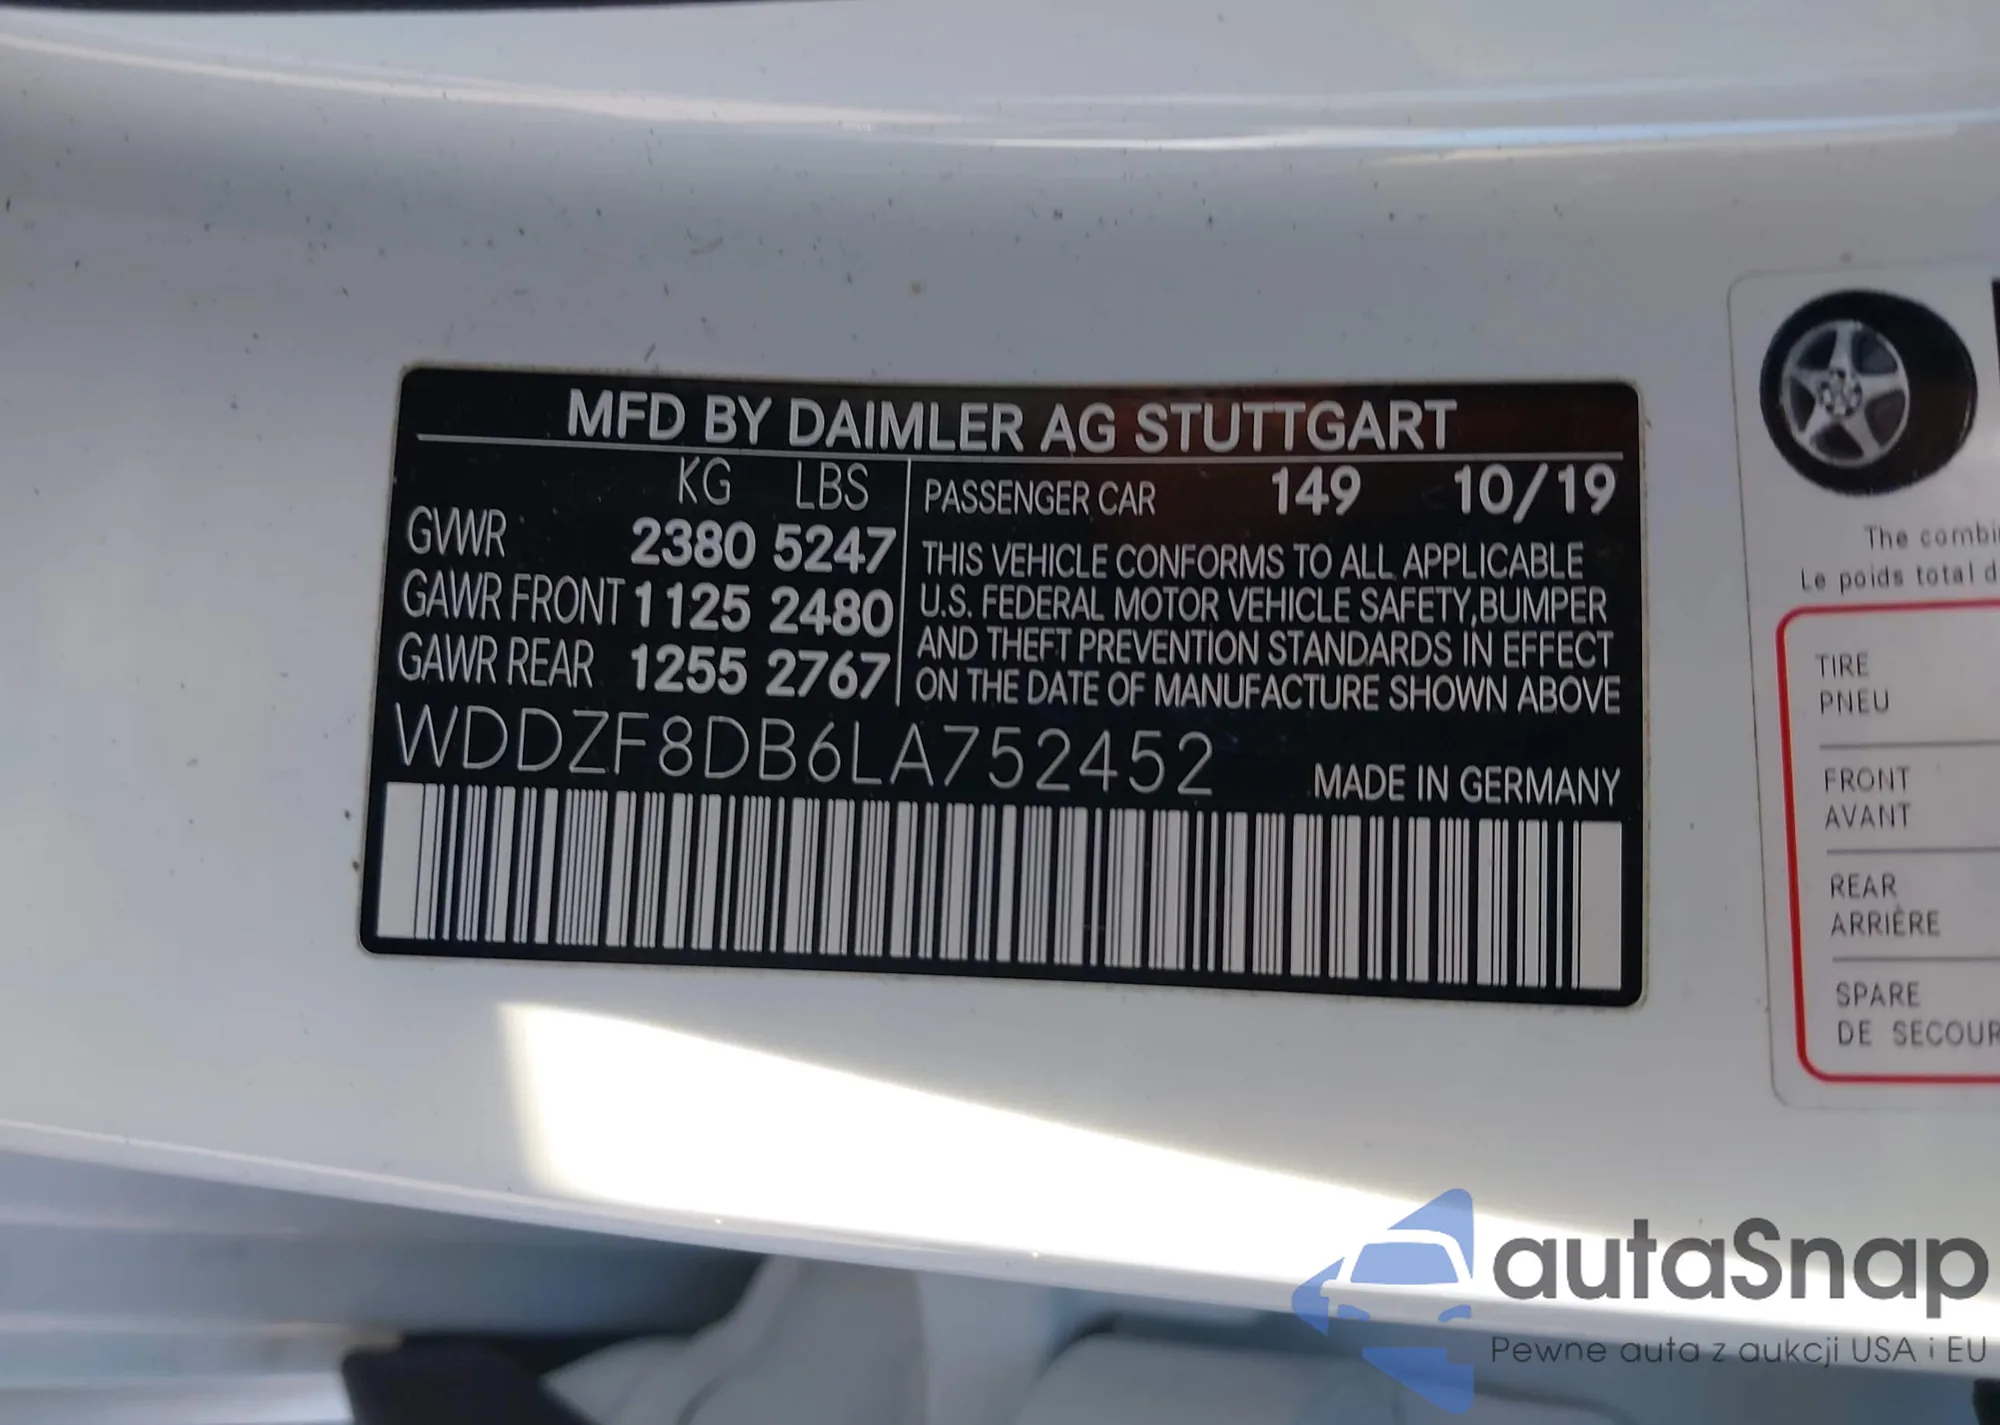 MFD BY DAIMLER AG STUTTGART
KG LBS
GVWR 2380 5247
GAWR FRONT 1125 2480
GAWR REAR 1255 2767
PASSENGER CAR 149 10/19
THIS VEHICLE CONFORMS TO ALL APPLICABLE
U.S. FEDERAL MOTOR VEHICLE SAFETY,BUMPER
AND THEFT PREVENTION STANDARDS IN EFFECT
ON THE DATE OF MANUFACTURE SHOWN ABOVE
WDDZF8DB6LA752452
MADE IN GERMANY
The combi
Le poids total d
TIRE
PNEU
FRONT
AVANT
REAR
ARRIÈRE
SPARE
DE SECOUR
autaSnap
Pewne auta z aukcji USA i EU